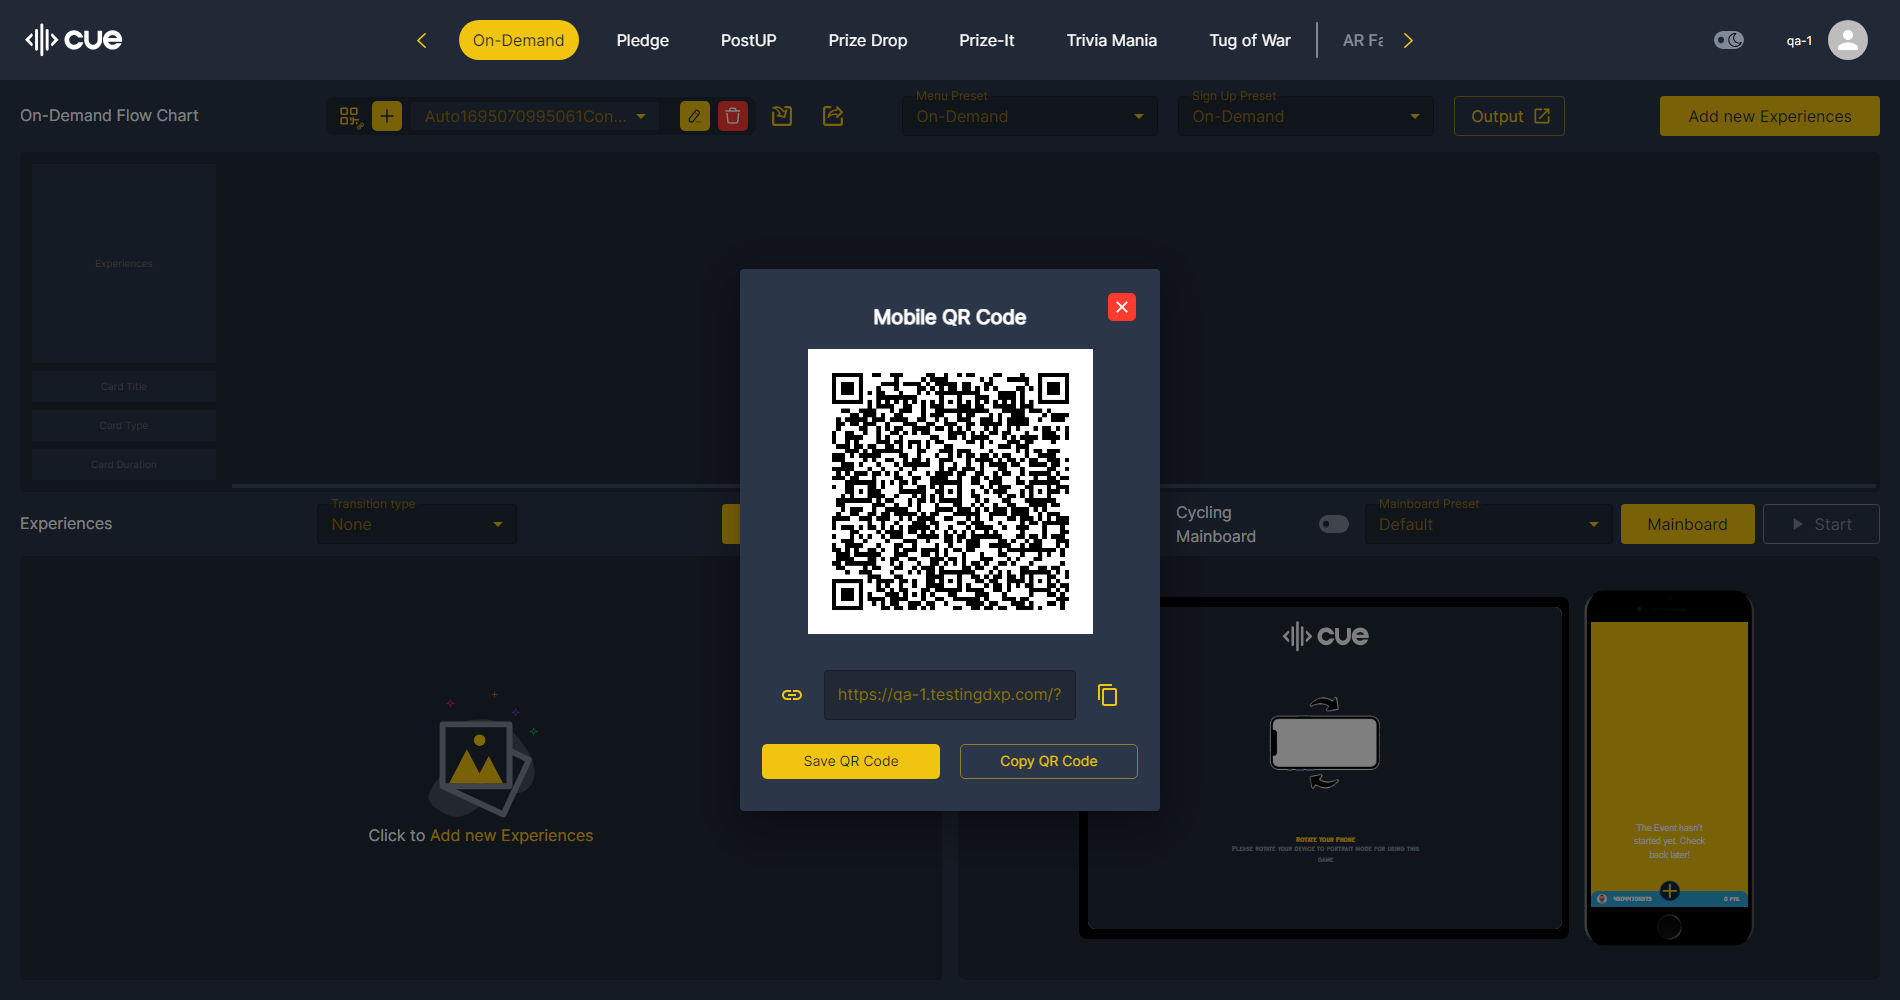 cue
On-Demand
Pledge
PostUP
Prize Drop
Prize-It
Trivia Mania
Tug of War
AR Fa
qa-1
On-Demand Flow Chart
Auto1695070995061Con...
Menu Preset
On-Demand
Sign Up Preset
On-Demand
Output
Add new Experiences
Experiences
Card Title
Card Type
Card Duration
Mobile QR Code
https://qa-1.testingdxp.com/?
Save QR Code
Copy QR Code
Experiences
Transition type
None
Cycling
Mainboard
Mainboard Preset
Default
Mainboard
Start
Click to Add new Experiences
cue
Rotate your phone
Please rotate your device to portrait mode for using this
game
The Event hasn't
started yet. Check
back later!
0 PTS.